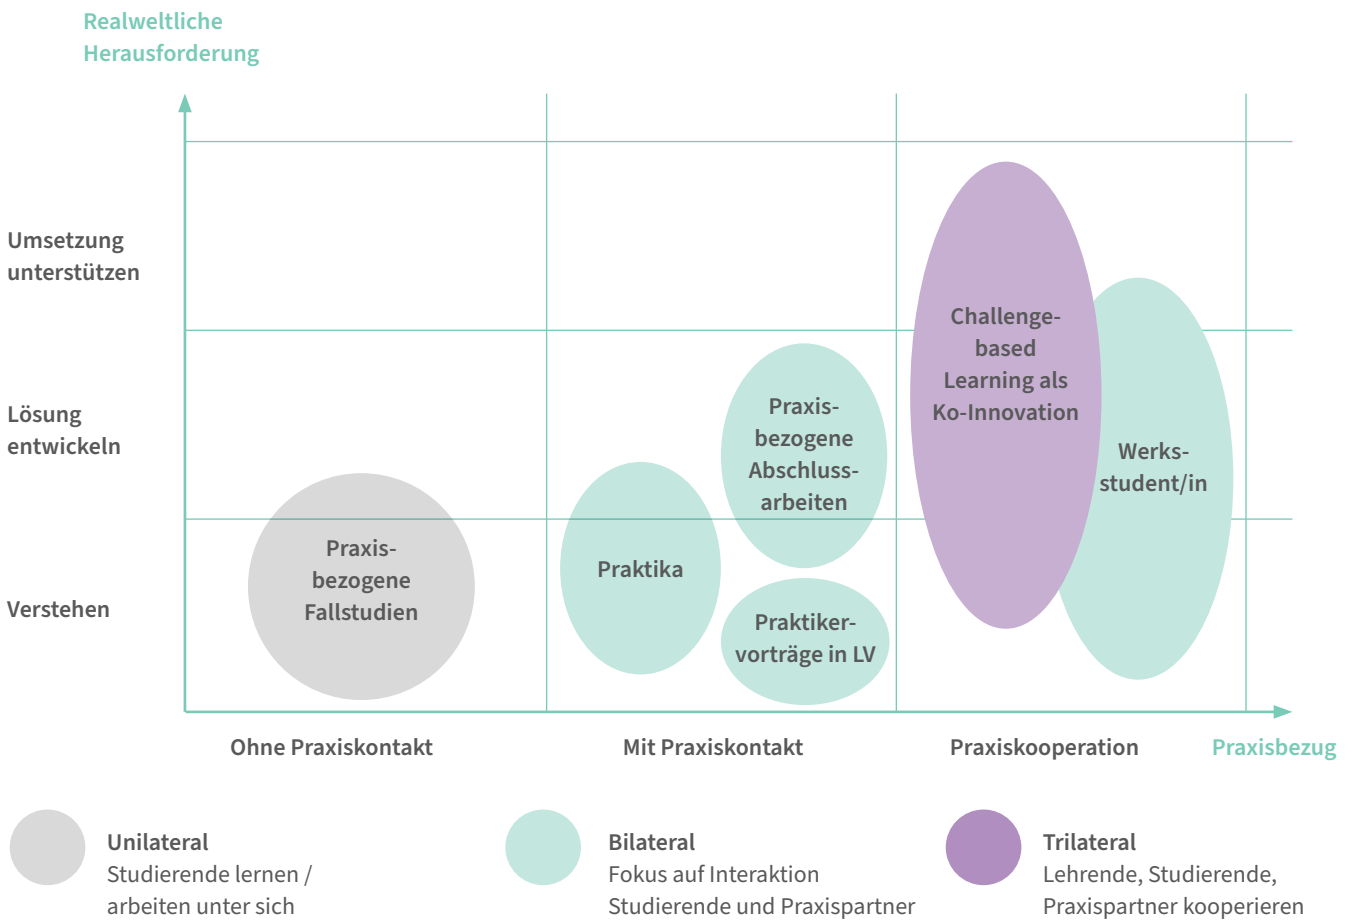 Realweltliche
Herausforderung
Umsetzung
unterstützen
Lösung
entwickeln
Verstehen
Praxis-
bezogene
Fallstudien
Praktika
Praxis-
bezogene
Abschluss-
arbeiten
Praktiker-
vorträge in LV
Challenge-
based
Learning als
Ko-Innovation
Werks-
student/in
Ohne Praxiskontakt
Mit Praxiskontakt
Praxiskooperation
Praxisbezug
Unilateral
Studierende lernen /
arbeiten unter sich
Bilateral
Fokus auf Interaktion
Studierende und Praxispartner
Trilateral
Lehrende, Studierende,
Praxispartner kooperieren